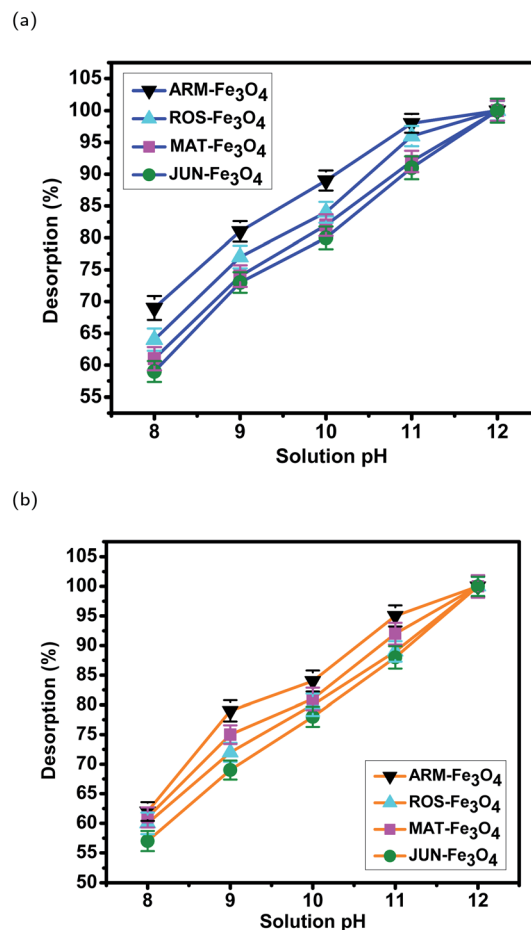 (a)
105
100
95
90
85
80
75
70
65
60
55
Desorption (%)
ARM-Fe₃O₄
ROS-Fe₃O₄
MAT-Fe₃O₄
JUN-Fe₃O₄
8 9 10 11 12
Solution pH
(b)
105
100
95
90
85
80
75
70
65
60
55
50
Desorption (%)
ARM-Fe₃O₄
ROS-Fe₃O₄
MAT-Fe₃O₄
JUN-Fe₃O₄
8 9 10 11 12
Solution pH